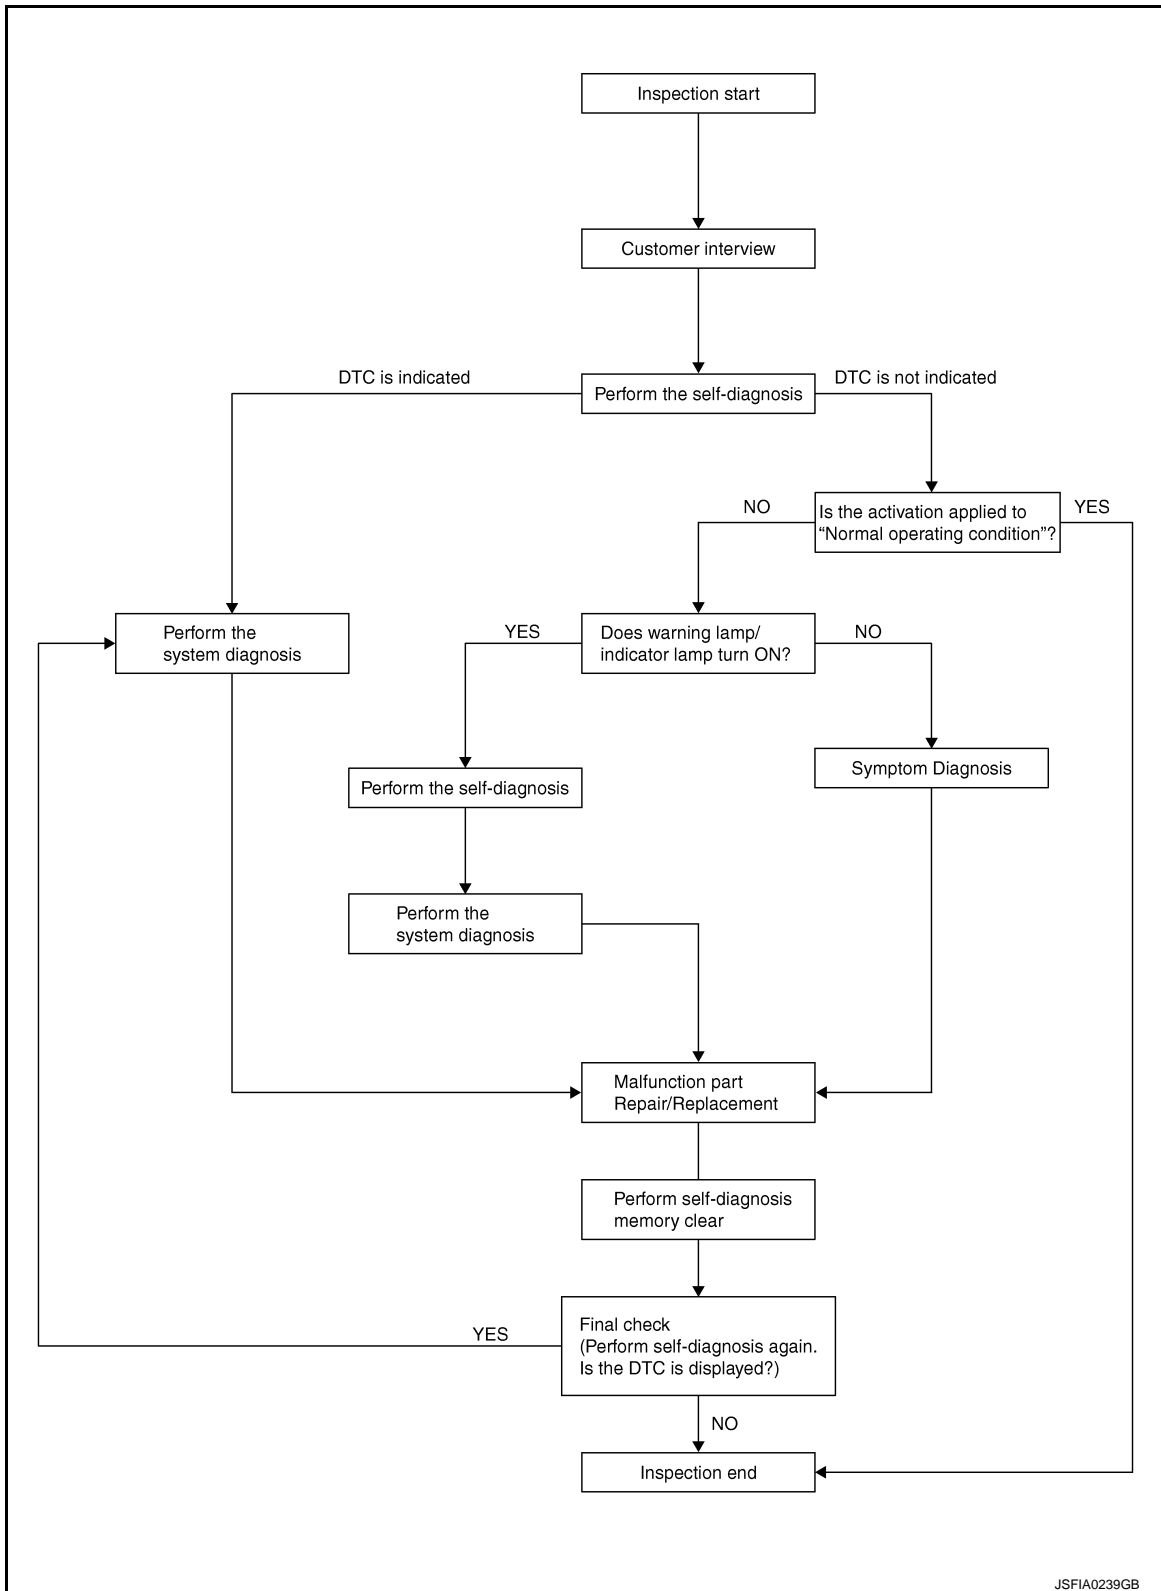 Inspection start
Customer interview
DTC is indicated
Perform the self-diagnosis
DTC is not indicated
NO
Is the activation applied to
“Normal operating condition”?
YES
Perform the
system diagnosis
YES
Does warning lamp/
indicator lamp turn ON?
NO
Perform the self-diagnosis
Symptom Diagnosis
Perform the
system diagnosis
Malfunction part
Repair/Replacement
Perform self-diagnosis
memory clear
YES
Final check
(Perform self-diagnosis again.
Is the DTC is displayed?)
NO
Inspection end
JSFIA0239GB